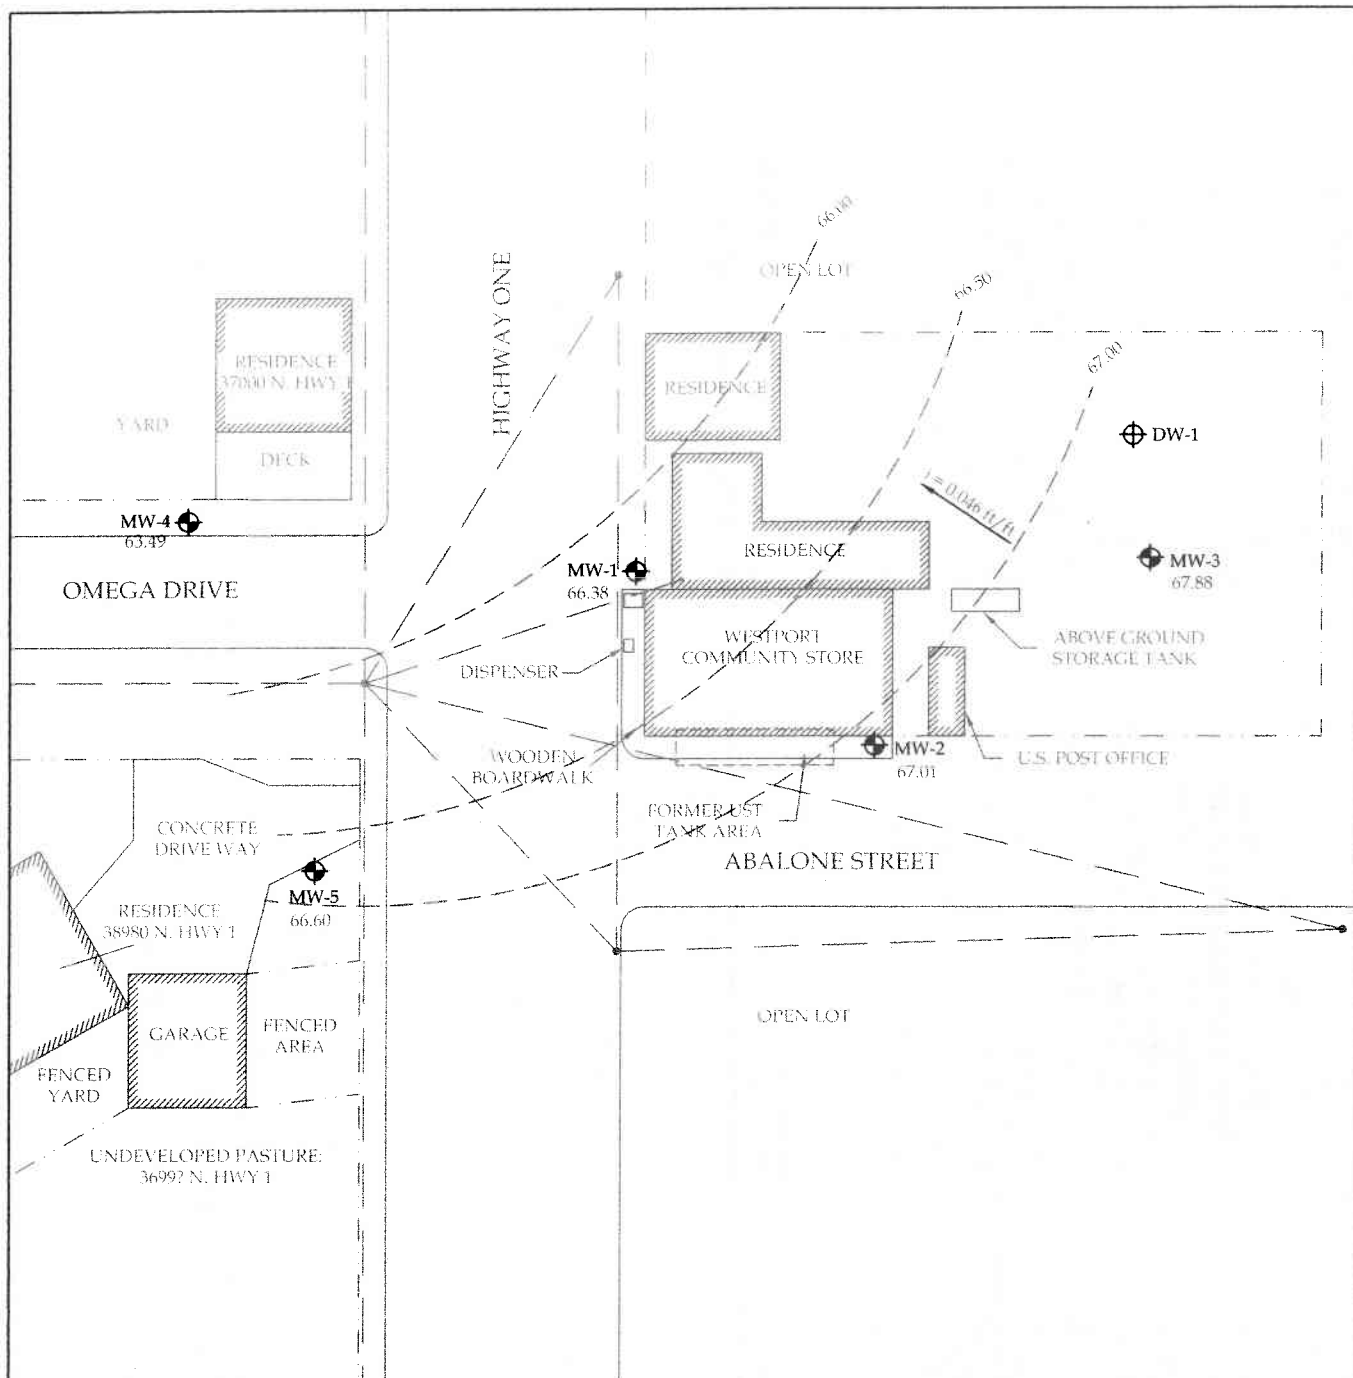 66.00
OPEN LOT
HIGHWAY ONE
66.50
67.00
RESIDENCE
37000 N. HWY 1
YARD
DECK
RESIDENCE
DW-1
i = 0.046 ft/ft
MW-4
63.49
OMEGA DRIVE
MW-1
66.38
RESIDENCE
MW-3
67.88
WESTPORT
COMMUNITY STORE
ABOVE GROUND
STORAGE TANK
DISPENSER
WOODEN
BOARDWALK
MW-2
67.01
U.S. POST OFFICE
FORMER UST
TANK AREA
ABALONE STREET
CONCRETE
DRIVE WAY
MW-5
66.60
RESIDENCE
38980 N. HWY 1
GARAGE
FENCED
AREA
OPEN LOT
FENCED
YARD
UNDEVELOPED PASTURE:
3699? N. HWY 1